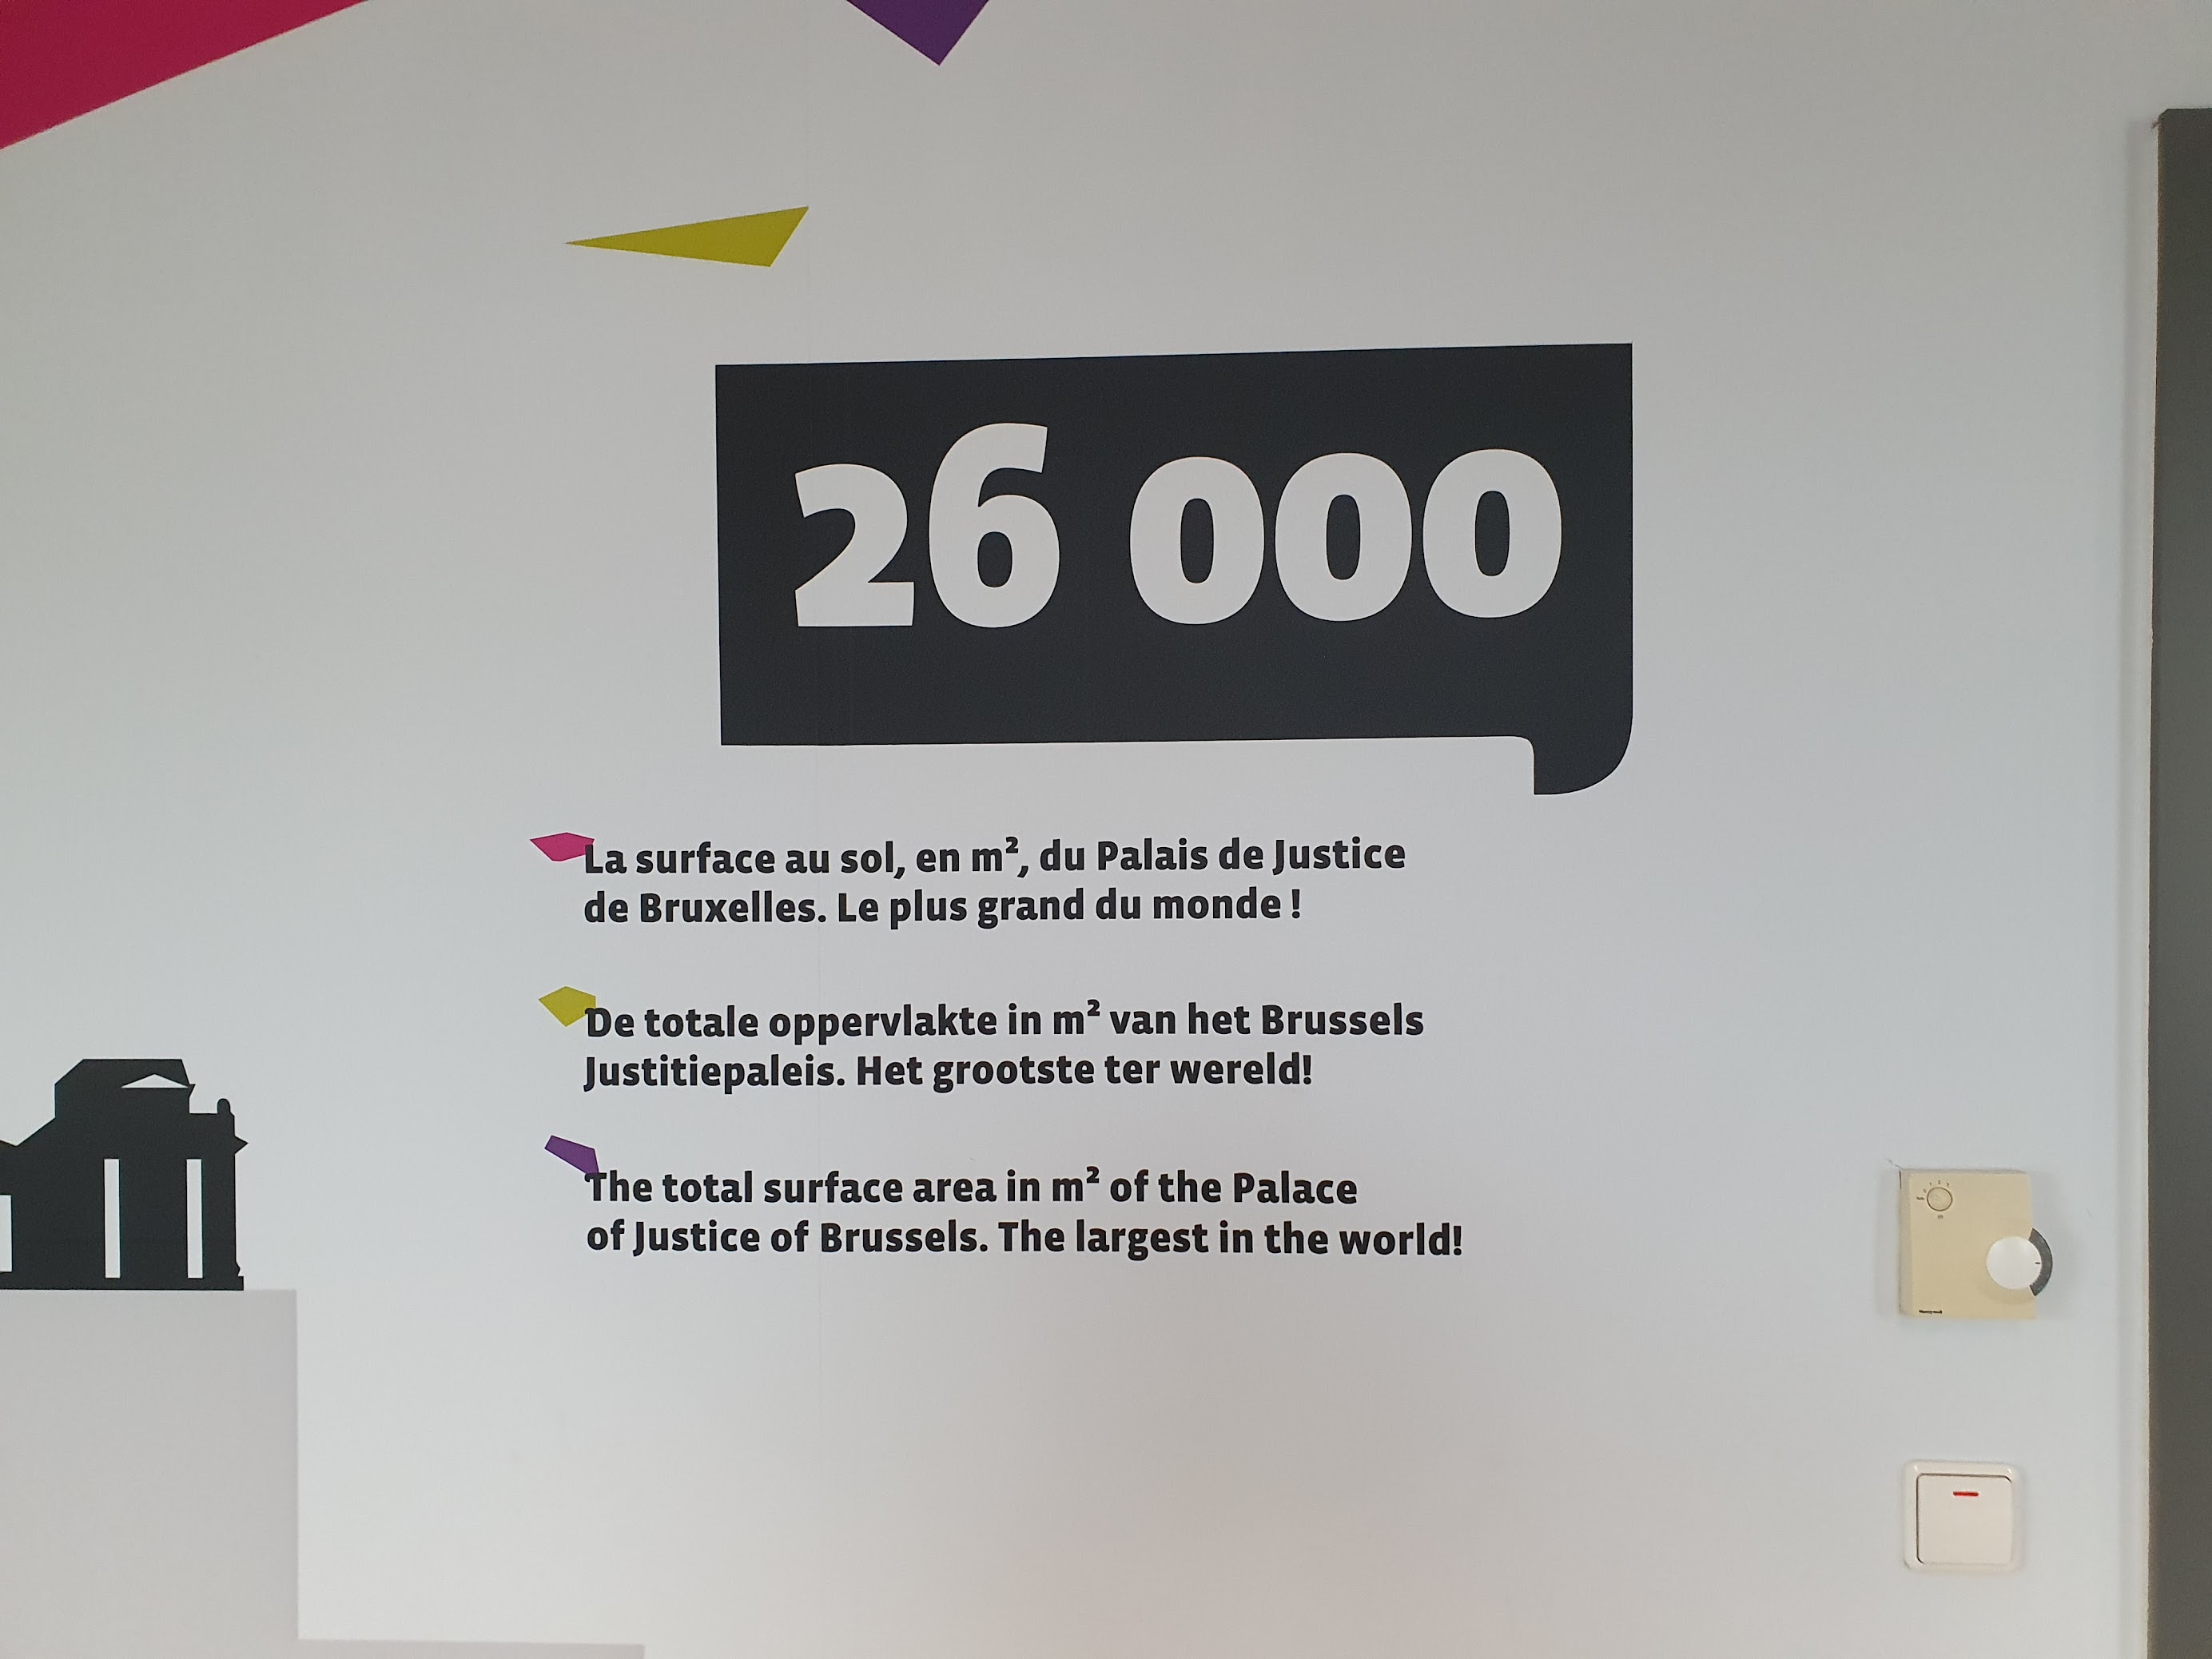 26 000
La surface au sol, en m², du Palais de Justice
de Bruxelles. Le plus grand du monde !
De totale oppervlakte in m² van het Brussels
Justitiepaleis. Het grootste ter wereld!
The total surface area in m² of the Palace
of Justice of Brussels. The largest in the world!
Honeywell